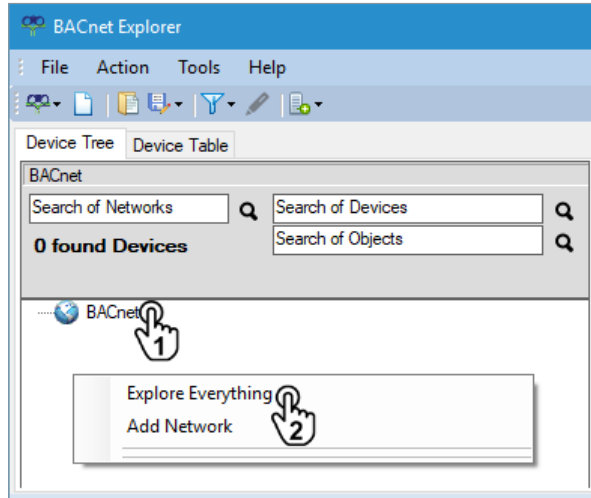 BACnet Explorer
File Action Tools Help
Device Tree Device Table
BACnet
Search of Networks Search of Devices
0 found Devices Search of Objects
BACnet
1
Explore Everything
2
Add Network